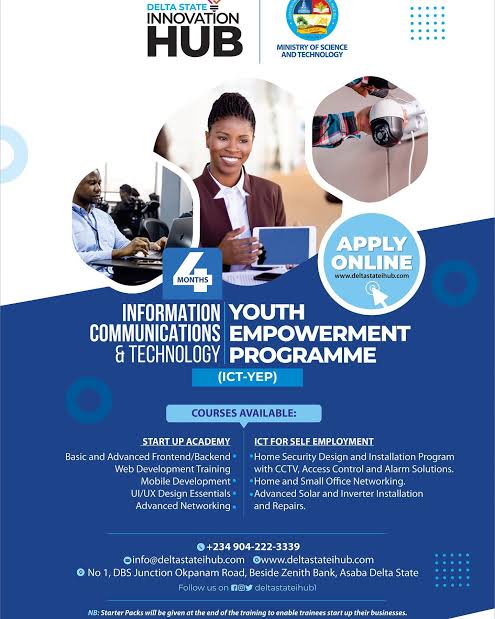 DELTA STATE
INNOVATION
HUB
MINISTRY OF SCIENCE
AND TECHNOLOGY
APPLY
ONLINE
www.deltastateihub.com
4
MONTHS
INFORMATION
COMMUNICATIONS
& TECHNOLOGY
YOUTH
EMPOWERMENT
PROGRAMME
(ICT-YEP)
COURSES AVAILABLE:
START UP ACADEMY
Basic and Advanced Frontend/Backend •
Web Development Training
Mobile Development •
UI/UX Design Essentials •
Advanced Networking •
ICT FOR SELF EMPLOYMENT
• Home Security Design and Installation Program
with CCTV, Access Control and Alarm Solutions.
• Home and Small Office Networking.
• Advanced Solar and Inverter Installation
and Repairs.
+234 904-222-3339
info@deltastateihub.com www.deltastateihub.com
No 1, DBS Junction Okpanam Road, Beside Zenith Bank, Asaba Delta State
Follow us on deltastateihub1
NB: Starter Packs will be given at the end of the training to enable trainees start up their businesses.